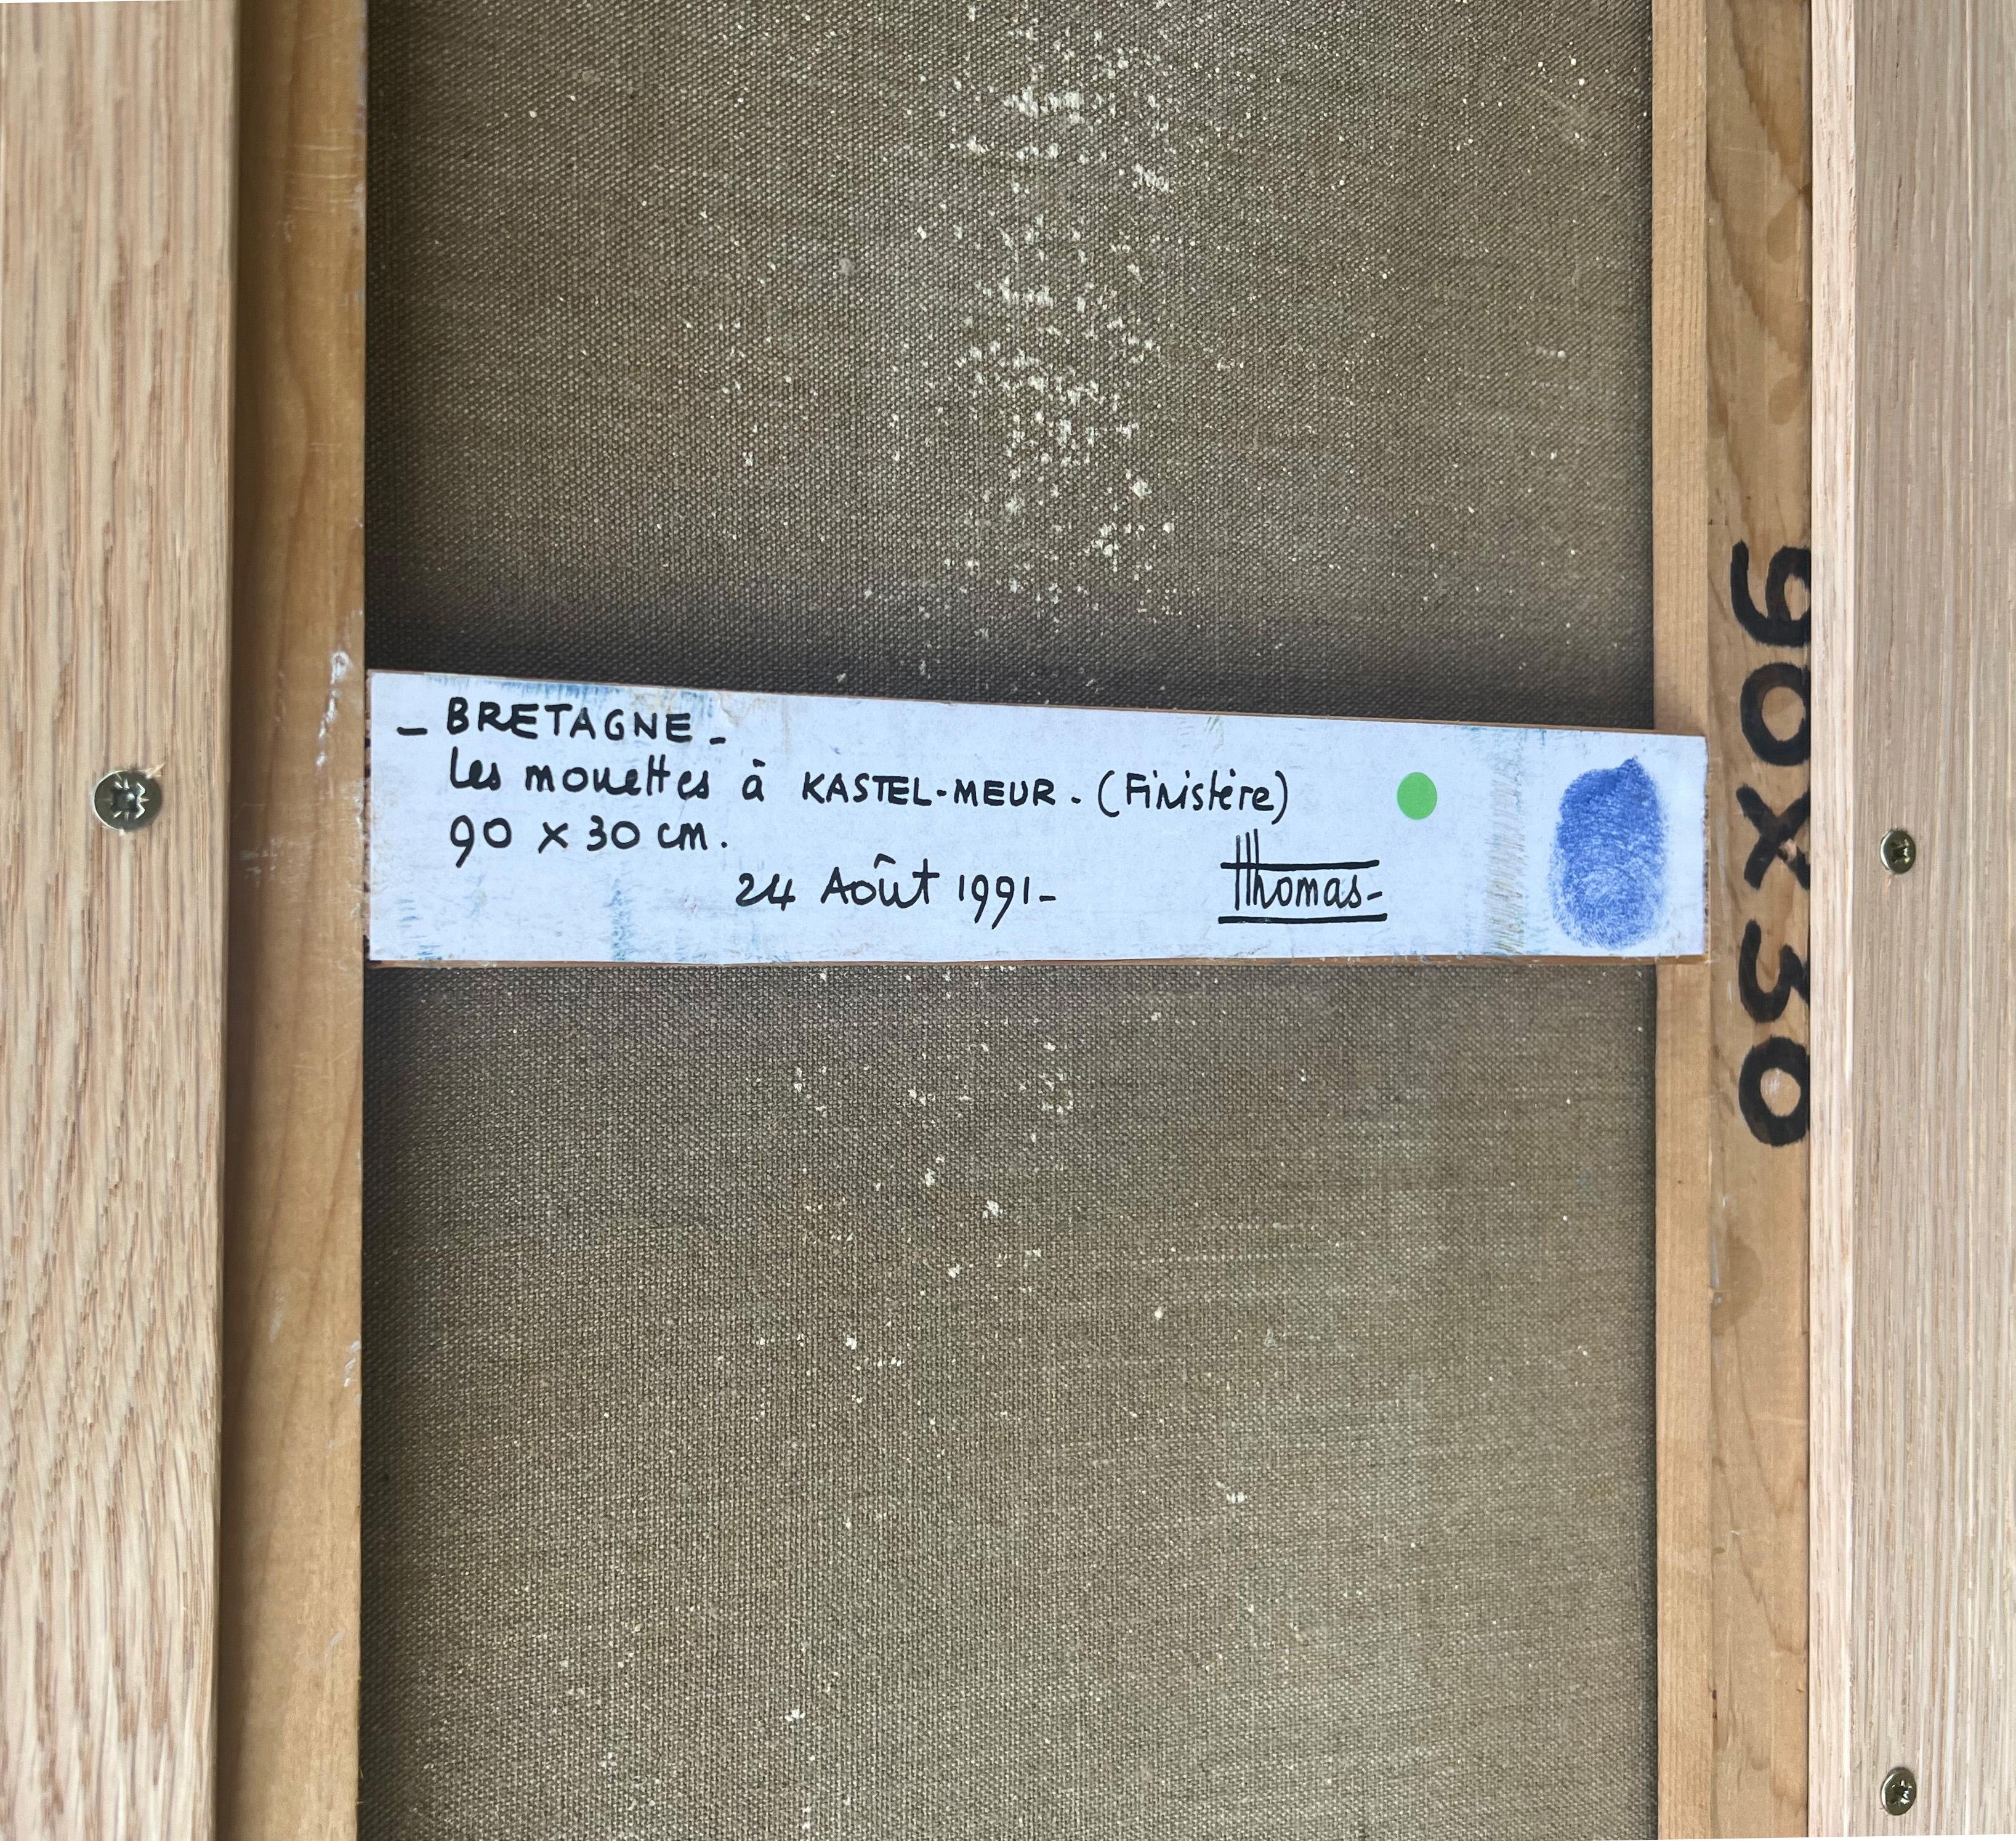 - BRETAGNE -
Les mouettes à KASTEL-MEUR. (Finistère)
90 x 30 cm.
24 Août 1991-
Thomas-
90X30